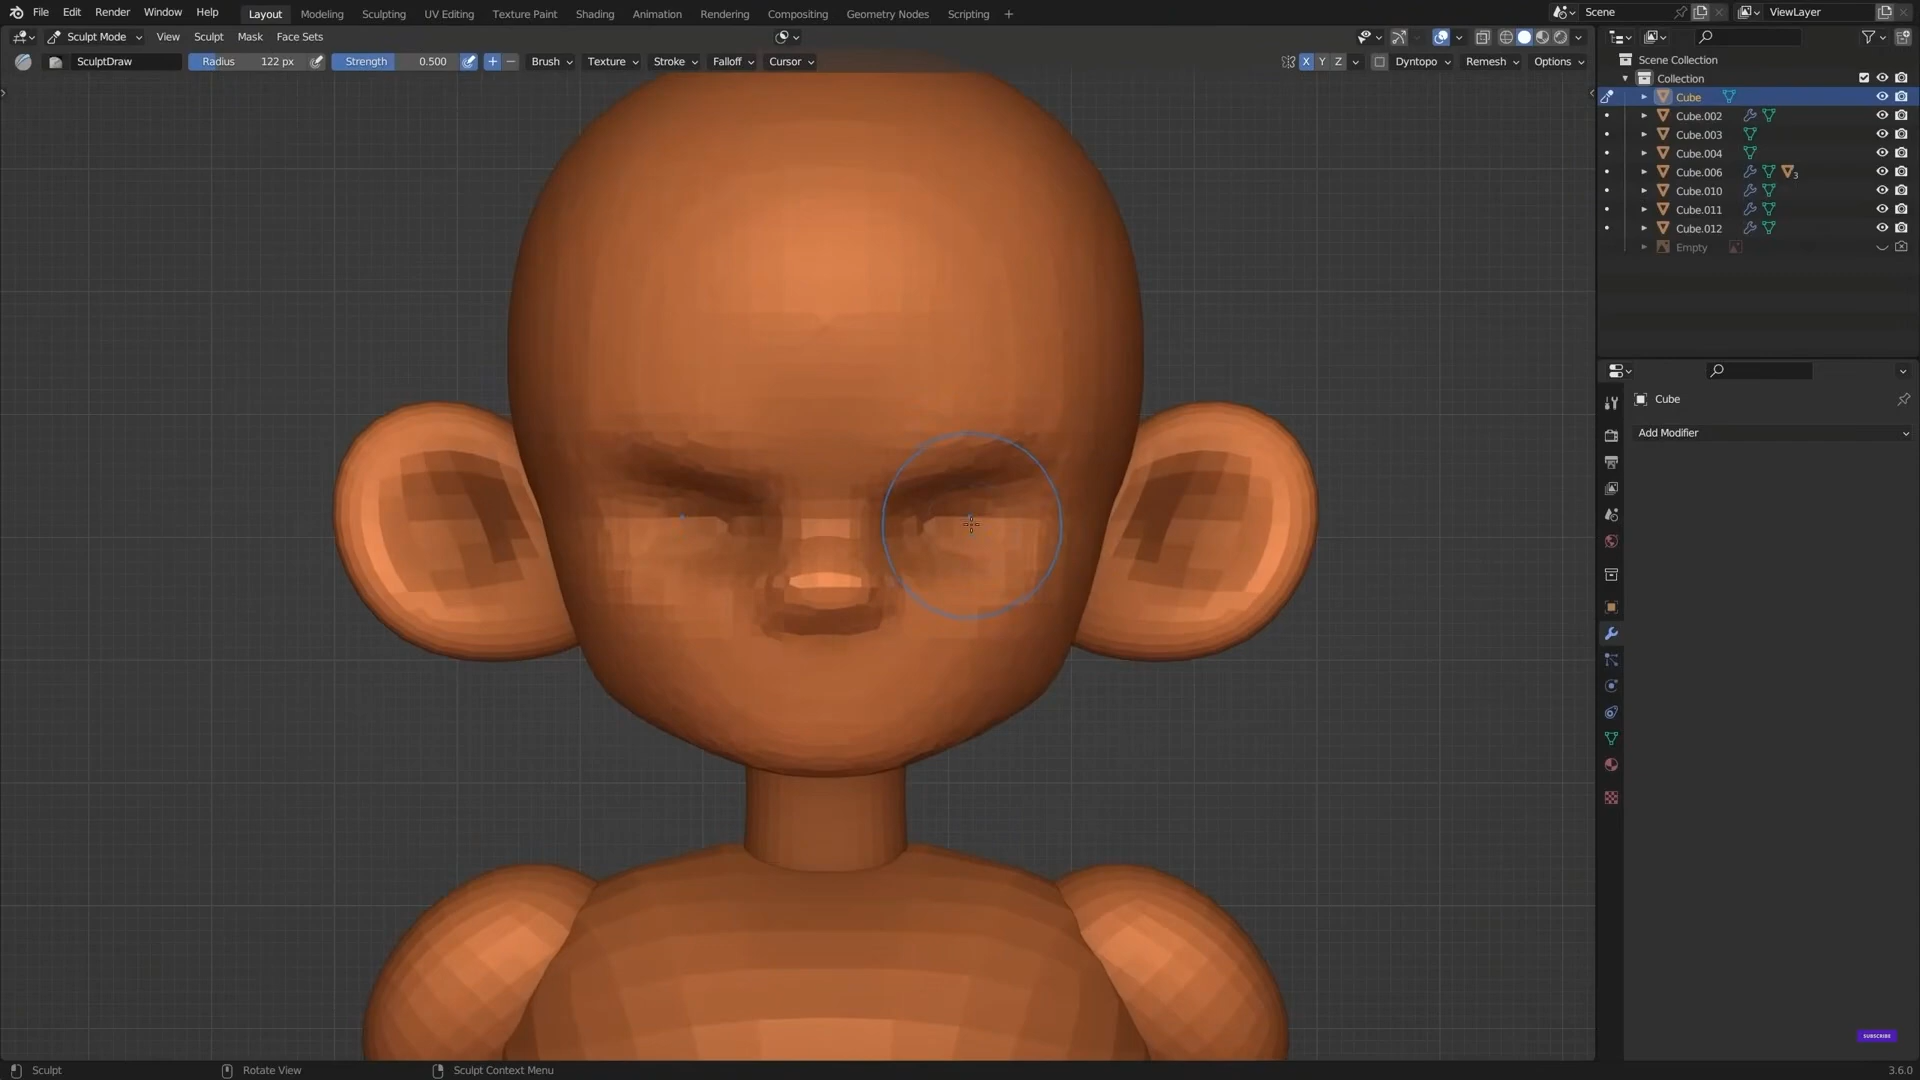 File Edit Render Window Help Layout Modeling Sculpting UV Editing Texture Paint Shading Animation Rendering Compositing Geometry Nodes Scripting + Scene ViewLayer
Sculpt Mode View Sculpt Mask Face Sets
SculptDraw Radius 122 px Strength 0.500 + − Brush Texture Stroke Falloff Cursor X Y Z Dyntopo Remesh Options
Scene Collection
Collection
Cube
Cube.002
Cube.003
Cube.004
Cube.006 3
Cube.010
Cube.011
Cube.012
Empty
Cube
Add Modifier
SUBSCRIBE
Sculpt Rotate View Sculpt Context Menu 3.6.0